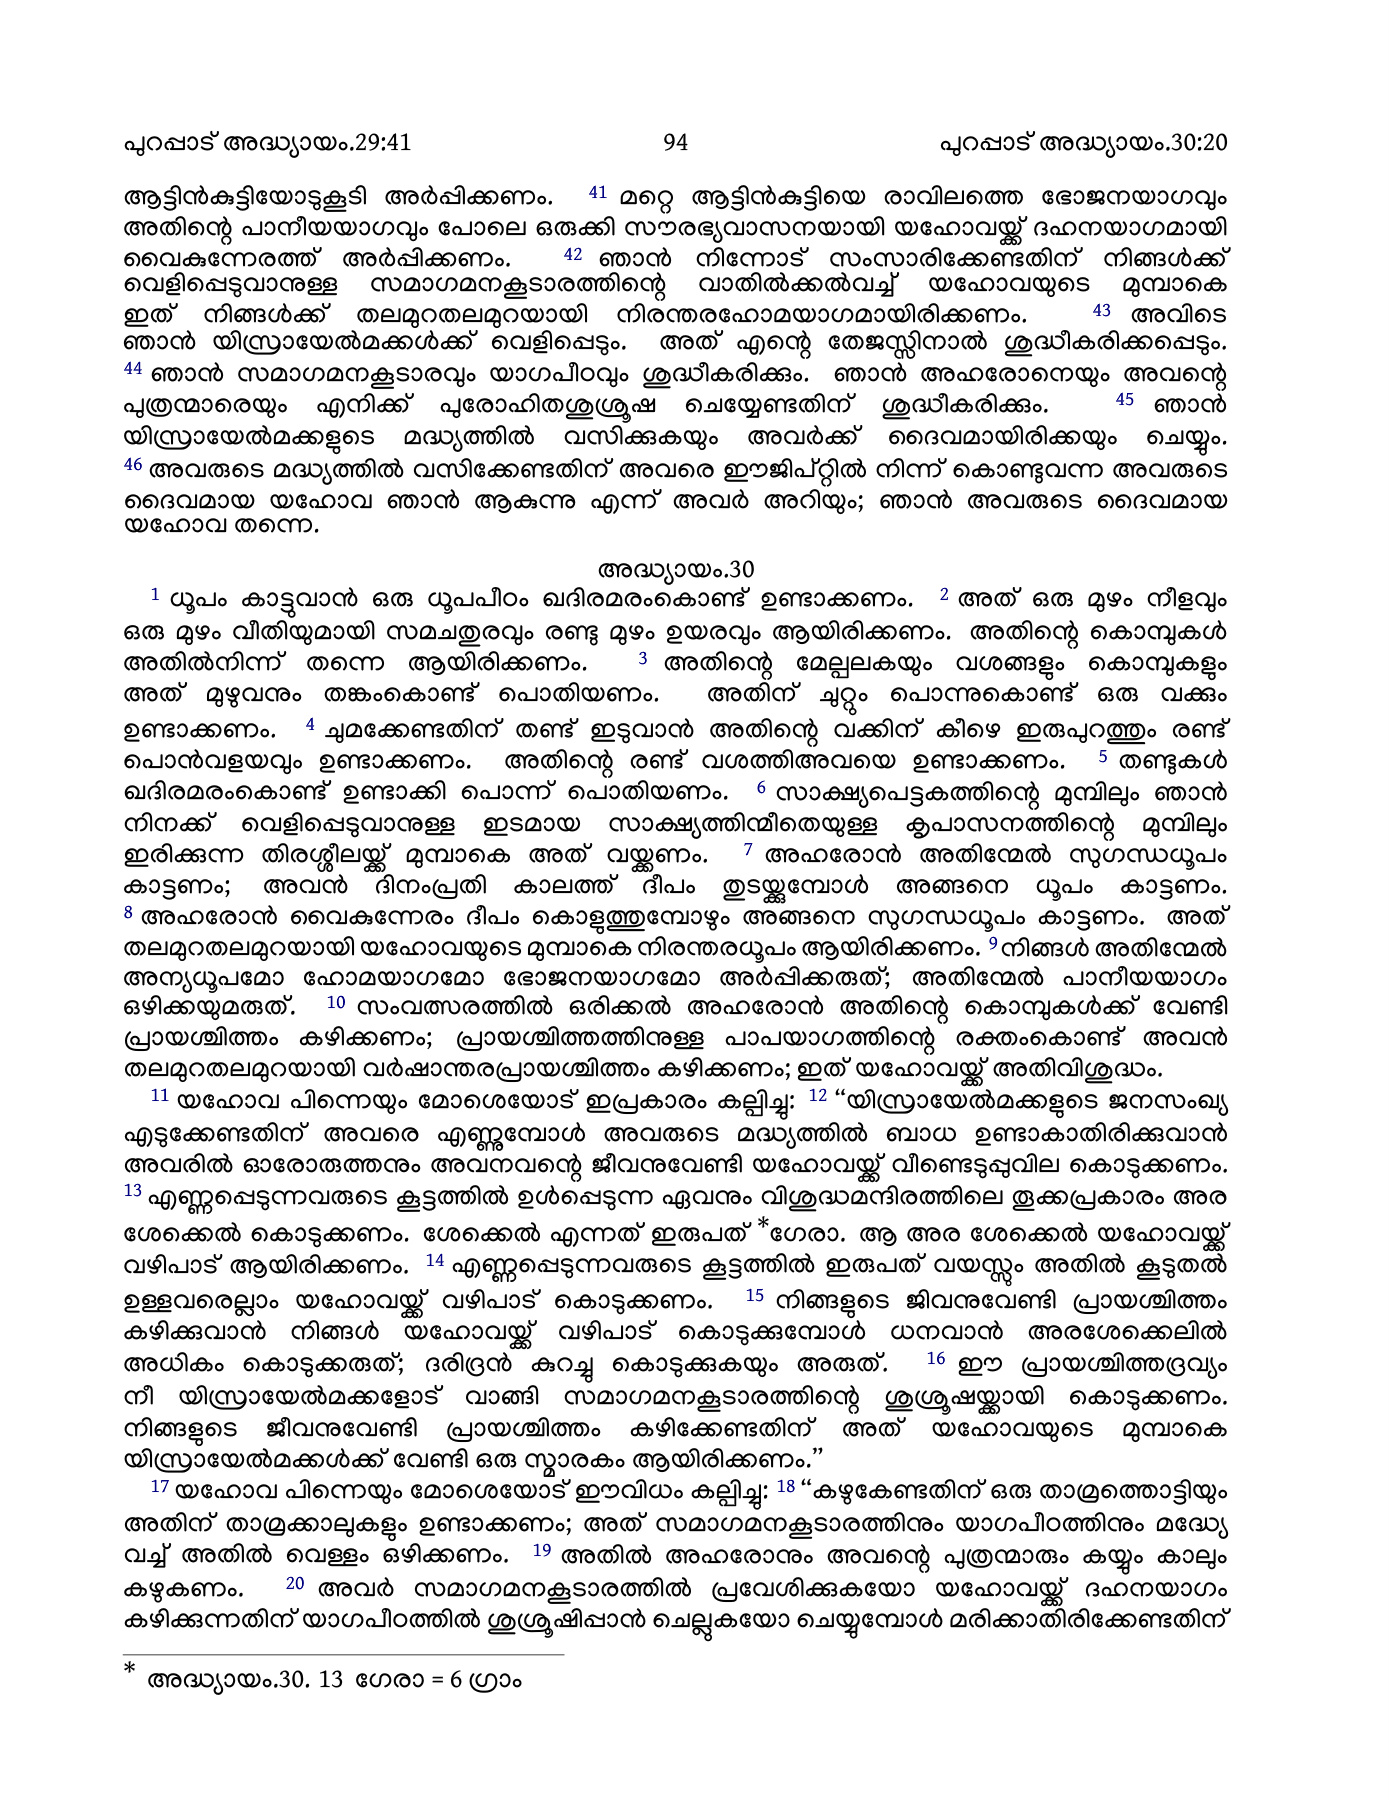 പുറപ്പാട് അദ്ധ്യായം.29:41 94 പുറപ്പാട് അദ്ധ്യായം.30:20
ആട്ടിൻകുട്ടിയോടുകൂടി അർപ്പിക്കണം. 41 മറ്റെ ആട്ടിൻകുട്ടിയെ രാവിലത്തെ ഭോജനയാഗവും
അതിന്റെ പാനീയയാഗവും പോലെ ഒരുക്കി സൗരഭ്യവാസനയായി യഹോവയ്ക്ക് ദഹനയാഗമായി
വൈകുന്നേരത്ത് അർപ്പിക്കണം. 42 ഞാൻ നിന്നോട് സംസാരിക്കേണ്ടതിന് നിങ്ങൾക്ക്
വെളിപ്പെടുവാനുള്ള സമാഗമനകൂടാരത്തിന്റെ വാതിൽക്കൽവച്ച് യഹോവയുടെ മുമ്പാകെ
ഇത് നിങ്ങൾക്ക് തലമുറതലമുറയായി നിരന്തരഹോമയാഗമായിരിക്കണം. 43 അവിടെ
ഞാൻ യിസ്രായേൽമക്കൾക്ക് വെളിപ്പെടും. അത് എന്റെ തേജസ്സിനാൽ ശുദ്ധീകരിക്കപ്പെടും.
44 ഞാൻ സമാഗമനകൂടാരവും യാഗപീഠവും ശുദ്ധീകരിക്കും. ഞാൻ അഹരോനെയും അവന്റെ
പുത്രന്മാരെയും എനിക്ക് പുരോഹിതശുശ്രൂഷ ചെയ്യേണ്ടതിന് ശുദ്ധീകരിക്കും. 45 ഞാൻ
യിസ്രായേൽമക്കളുടെ മദ്ധ്യത്തിൽ വസിക്കുകയും അവർക്ക് ദൈവമായിരിക്കയും ചെയ്യും.
46 അവരുടെ മദ്ധ്യത്തിൽ വസിക്കേണ്ടതിന് അവരെ ഈജിപ്റ്റിൽ നിന്ന് കൊണ്ടുവന്ന അവരുടെ
ദൈവമായ യഹോവ ഞാൻ ആകുന്നു എന്ന് അവർ അറിയും; ഞാൻ അവരുടെ ദൈവമായ
യഹോവ തന്നെ.
അദ്ധ്യായം.30
1 ധൂപം കാട്ടുവാൻ ഒരു ധൂപപീഠം ഖദിരമരംകൊണ്ട് ഉണ്ടാക്കണം. 2 അത് ഒരു മുഴം നീളവും
ഒരു മുഴം വീതിയുമായി സമചതുരവും രണ്ടു മുഴം ഉയരവും ആയിരിക്കണം. അതിന്റെ കൊമ്പുകൾ
അതിൽനിന്ന് തന്നെ ആയിരിക്കണം. 3 അതിന്റെ മേല്പലകയും വശങ്ങളും കൊമ്പുകളും
അത് മുഴുവനും തങ്കംകൊണ്ട് പൊതിയണം. അതിന് ചുറ്റും പൊന്നുകൊണ്ട് ഒരു വക്കും
ഉണ്ടാക്കണം. 4 ചുമക്കേണ്ടതിന് തണ്ട് ഇടുവാൻ അതിന്റെ വക്കിന് കീഴെ ഇരുപുറത്തും രണ്ട്
പൊൻവളയവും ഉണ്ടാക്കണം. അതിന്റെ രണ്ട് വശത്തിഅവയെ ഉണ്ടാക്കണം. 5 തണ്ടുകൾ
ഖദിരമരംകൊണ്ട് ഉണ്ടാക്കി പൊന്ന് പൊതിയണം. 6 സാക്ഷ്യപെട്ടകത്തിന്റെ മുമ്പിലും ഞാൻ
നിനക്ക് വെളിപ്പെടുവാനുള്ള ഇടമായ സാക്ഷ്യത്തിന്മീതെയുള്ള കൃപാസനത്തിന്റെ മുമ്പിലും
ഇരിക്കുന്ന തിരശ്ശീലയ്ക്ക് മുമ്പാകെ അത് വയ്ക്കണം. 7 അഹരോൻ അതിന്മേൽ സുഗന്ധധൂപം
കാട്ടണം; അവൻ ദിനംപ്രതി കാലത്ത് ദീപം തുടയ്ക്കുമ്പോൾ അങ്ങനെ ധൂപം കാട്ടണം.
8 അഹരോൻ വൈകുന്നേരം ദീപം കൊളുത്തുമ്പോഴും അങ്ങനെ സുഗന്ധധൂപം കാട്ടണം. അത്
തലമുറതലമുറയായി യഹോവയുടെ മുമ്പാകെ നിരന്തരധൂപം ആയിരിക്കണം. 9 നിങ്ങൾ അതിന്മേൽ
അന്യധൂപമോ ഹോമയാഗമോ ഭോജനയാഗമോ അർപ്പിക്കരുത്; അതിന്മേൽ പാനീയയാഗം
ഒഴിക്കയുമരുത്. 10 സംവത്സരത്തിൽ ഒരിക്കൽ അഹരോൻ അതിന്റെ കൊമ്പുകൾക്ക് വേണ്ടി
പ്രായശ്ചിത്തം കഴിക്കണം; പ്രായശ്ചിത്തത്തിനുള്ള പാപയാഗത്തിന്റെ രക്തംകൊണ്ട് അവൻ
തലമുറതലമുറയായി വർഷാന്തരപ്രായശ്ചിത്തം കഴിക്കണം; ഇത് യഹോവയ്ക്ക് അതിവിശുദ്ധം.
11 യഹോവ പിന്നെയും മോശെയോട് ഇപ്രകാരം കല്പിച്ചു: 12 “യിസ്രായേൽമക്കളുടെ ജനസംഖ്യ
എടുക്കേണ്ടതിന് അവരെ എണ്ണുമ്പോൾ അവരുടെ മദ്ധ്യത്തിൽ ബാധ ഉണ്ടാകാതിരിക്കുവാൻ
അവരിൽ ഓരോരുത്തനും അവനവന്റെ ജീവനുവേണ്ടി യഹോവയ്ക്ക് വീണ്ടെടുപ്പുവില കൊടുക്കണം.
13 എണ്ണപ്പെടുന്നവരുടെ കൂട്ടത്തിൽ ഉൾപ്പെടുന്ന ഏവനും വിശുദ്ധമന്ദിരത്തിലെ തൂക്കപ്രകാരം അര
ശേക്കെൽ കൊടുക്കണം. ശേക്കെൽ എന്നത് ഇരുപത് *ഗേരാ. ആ അര ശേക്കെൽ യഹോവയ്ക്ക്
വഴിപാട് ആയിരിക്കണം. 14 എണ്ണപ്പെടുന്നവരുടെ കൂട്ടത്തിൽ ഇരുപത് വയസ്സും അതിൽ കൂടുതൽ
ഉള്ളവരെല്ലാം യഹോവയ്ക്ക് വഴിപാട് കൊടുക്കണം. 15 നിങ്ങളുടെ ജിവനുവേണ്ടി പ്രായശ്ചിത്തം
കഴിക്കുവാൻ നിങ്ങൾ യഹോവയ്ക്ക് വഴിപാട് കൊടുക്കുമ്പോൾ ധനവാൻ അരശേക്കെലിൽ
അധികം കൊടുക്കരുത്; ദരിദ്രൻ കുറച്ചു കൊടുക്കുകയും അരുത്. 16 ഈ പ്രായശ്ചിത്തദ്രവ്യം
നീ യിസ്രായേൽമക്കളോട് വാങ്ങി സമാഗമനകൂടാരത്തിന്റെ ശുശ്രൂഷയ്ക്കായി കൊടുക്കണം.
നിങ്ങളുടെ ജീവനുവേണ്ടി പ്രായശ്ചിത്തം കഴിക്കേണ്ടതിന് അത് യഹോവയുടെ മുമ്പാകെ
യിസ്രായേൽമക്കൾക്ക് വേണ്ടി ഒരു സ്മാരകം ആയിരിക്കണം.”
17 യഹോവ പിന്നെയും മോശെയോട് ഈവിധം കല്പിച്ചു: 18 “കഴുകേണ്ടതിന് ഒരു താമ്രത്തൊട്ടിയും
അതിന് താമ്രക്കാലുകളും ഉണ്ടാക്കണം; അത് സമാഗമനകൂടാരത്തിനും യാഗപീഠത്തിനും മദ്ധ്യേ
വച്ച് അതിൽ വെള്ളം ഒഴിക്കണം. 19 അതിൽ അഹരോനും അവന്റെ പുത്രന്മാരും കയ്യും കാലും
കഴുകണം. 20 അവർ സമാഗമനകൂടാരത്തിൽ പ്രവേശിക്കുകയോ യഹോവയ്ക്ക് ദഹനയാഗം
കഴിക്കുന്നതിന് യാഗപീഠത്തിൽ ശുശ്രൂഷിപ്പാൻ ചെല്ലുകയോ ചെയ്യുമ്പോൾ മരിക്കാതിരിക്കേണ്ടതിന്
* അദ്ധ്യായം.30. 13 ഗേരാ = 6 ഗ്രാം